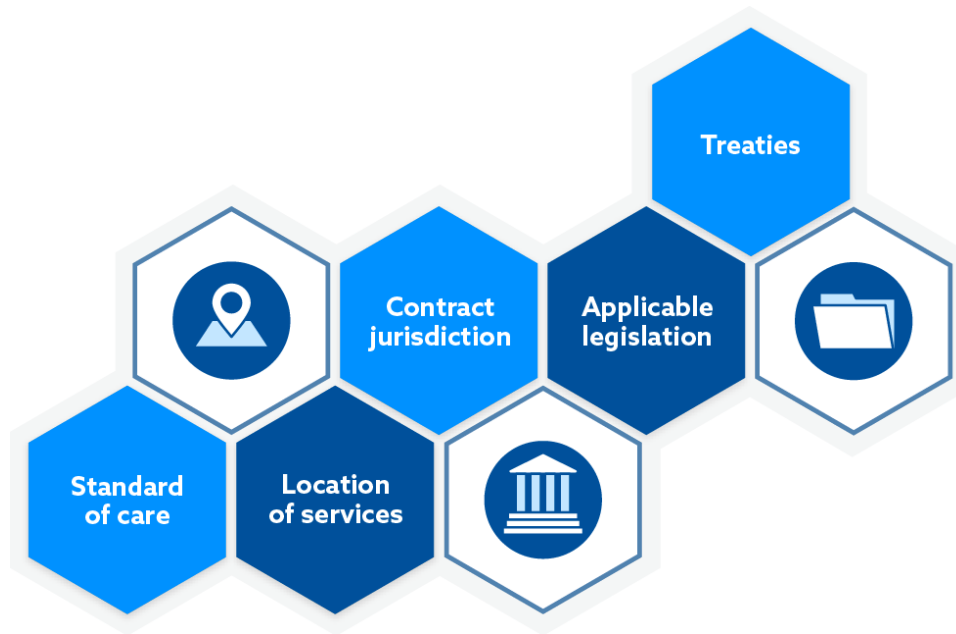 Treaties
Contract
jurisdiction
Applicable
legislation
Standard
of care
Location
of services